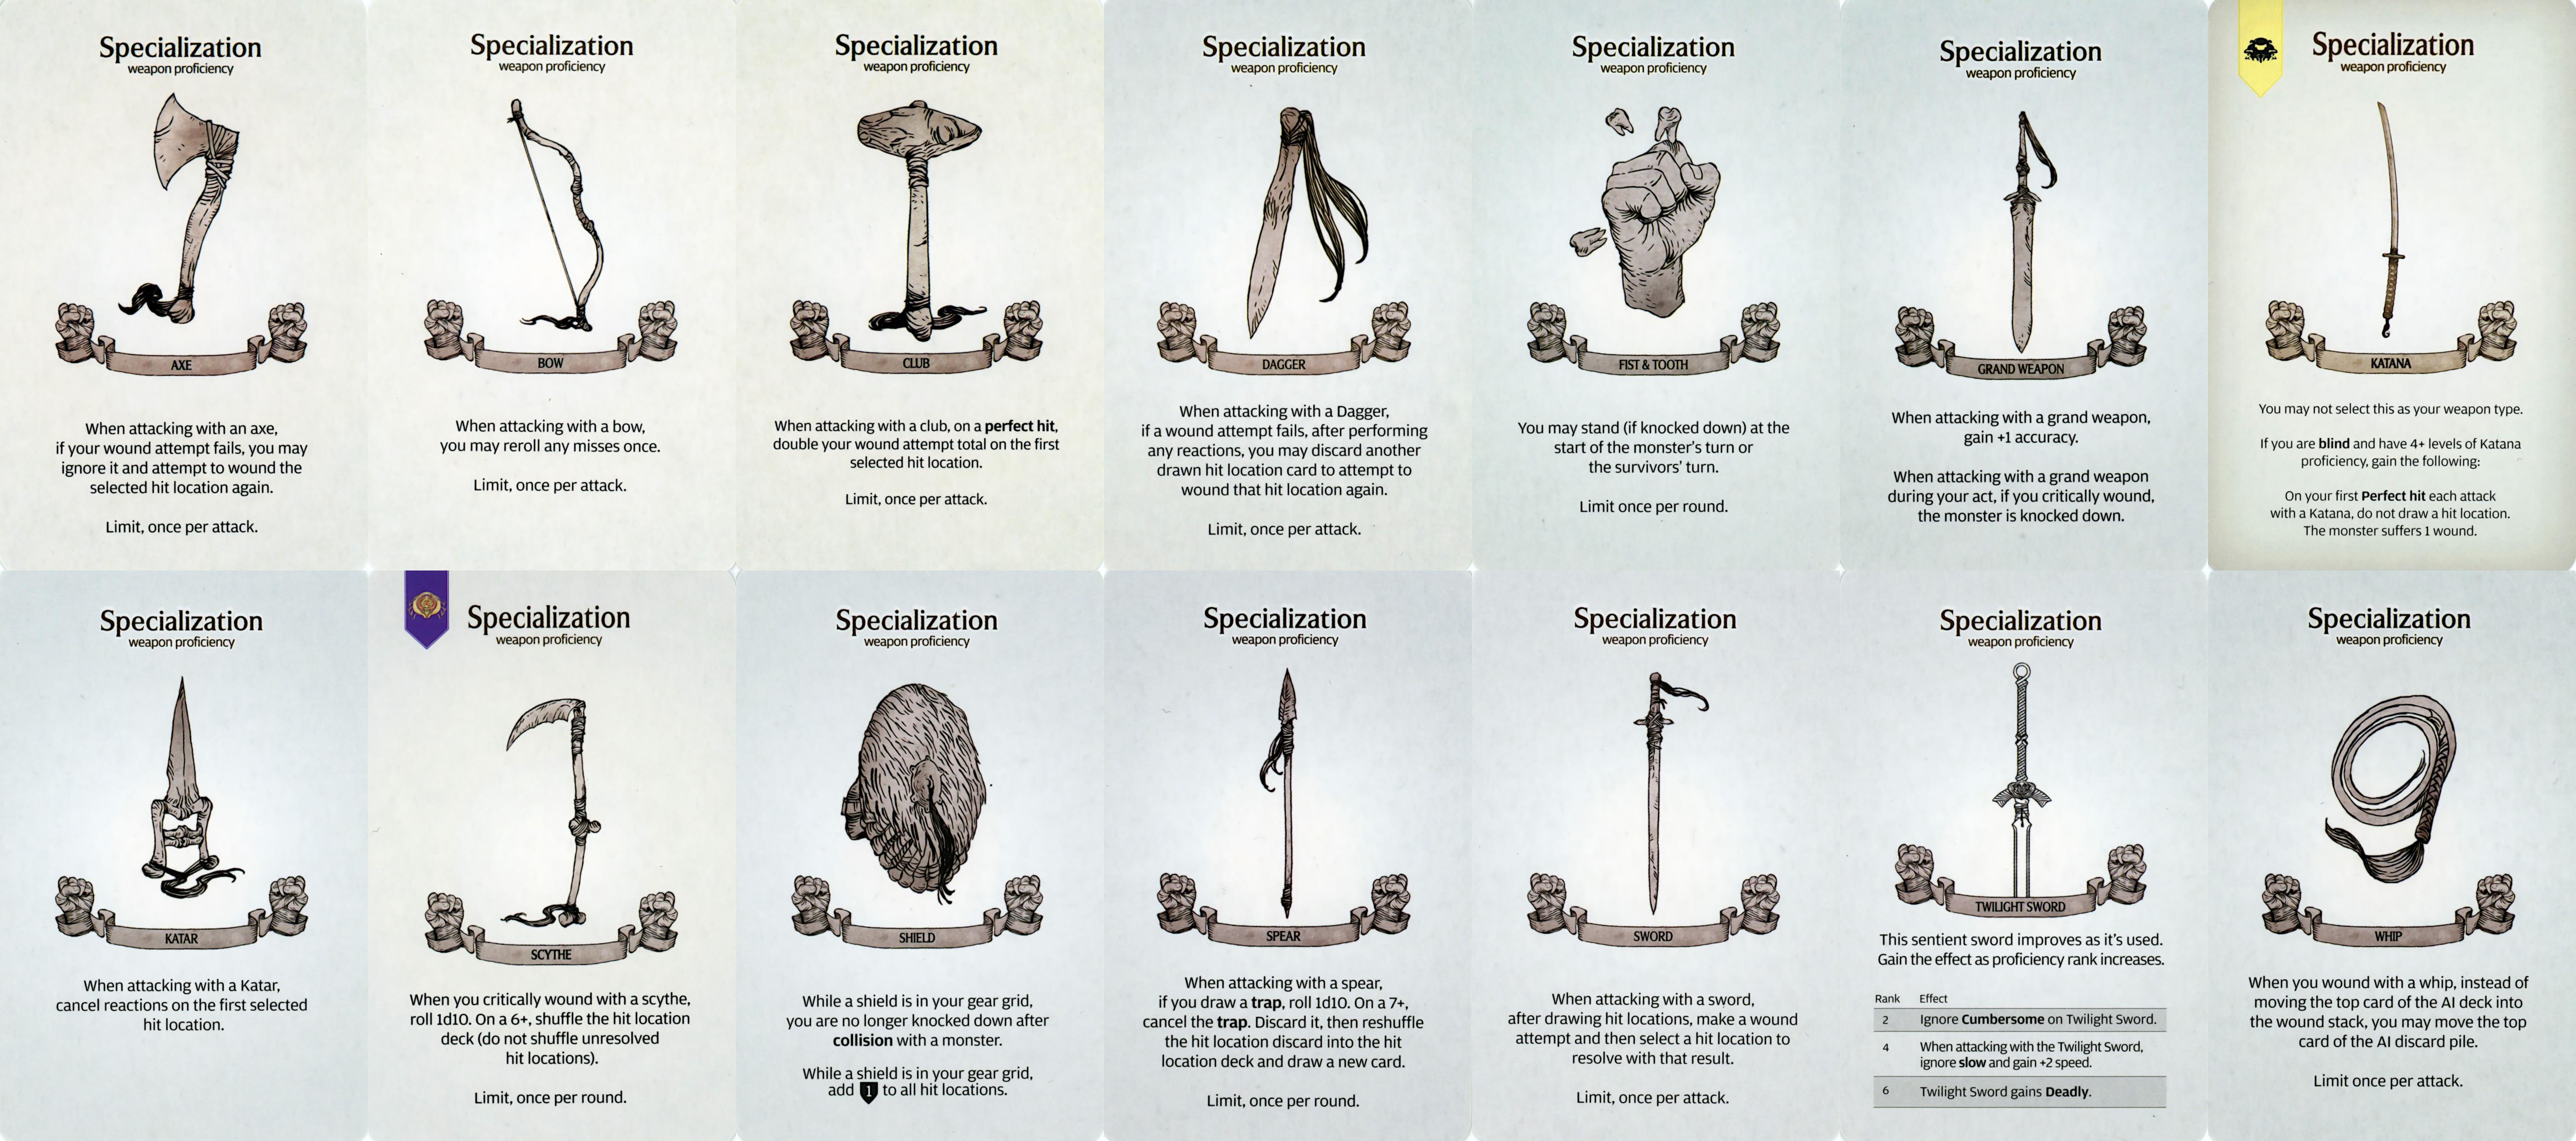 Specialization
weapon proficiency
AXE
When attacking with an axe,
if your wound attempt fails, you may
ignore it and attempt to wound the
selected hit location again.
Limit, once per attack.
Specialization
weapon proficiency
BOW
When attacking with a bow,
you may reroll any misses once.
Limit, once per attack.
Specialization
weapon proficiency
CLUB
When attacking with a club, on a perfect hit,
double your wound attempt total on the first
selected hit location.
Limit, once per attack.
Specialization
weapon proficiency
DAGGER
When attacking with a Dagger,
if a wound attempt fails, after performing
any reactions, you may discard another
drawn hit location card to attempt to
wound that hit location again.
Limit, once per attack.
Specialization
weapon proficiency
FIST & TOOTH
You may stand (if knocked down) at the
start of the monster's turn or
the survivors' turn.
Limit once per round.
Specialization
weapon proficiency
GRAND WEAPON
When attacking with a grand weapon,
gain +1 accuracy.
When attacking with a grand weapon
during your act, if you critically wound,
the monster is knocked down.
Specialization
weapon proficiency
KATANA
You may not select this as your weapon type.
If you are blind and have 4+ levels of Katana
proficiency, gain the following:
On your first Perfect hit each attack
with a Katana, do not draw a hit location.
The monster suffers 1 wound.
Specialization
weapon proficiency
KATAR
When attacking with a Katar,
cancel reactions on the first selected
hit location.
Specialization
weapon proficiency
SCYTHE
When you critically wound with a scythe,
roll 1d10. On a 6+, shuffle the hit location
deck (do not shuffle unresolved
hit locations).
Limit, once per round.
Specialization
weapon proficiency
SHIELD
While a shield is in your gear grid,
you are no longer knocked down after
collision with a monster.
While a shield is in your gear grid,
add 1 to all hit locations.
Specialization
weapon proficiency
SPEAR
When attacking with a spear,
if you draw a trap, roll 1d10. On a 7+,
cancel the trap. Discard it, then reshuffle
the hit location discard into the hit
location deck and draw a new card.
Limit, once per round.
Specialization
weapon proficiency
SWORD
When attacking with a sword,
after drawing hit locations, make a wound
attempt and then select a hit location to
resolve with that result.
Limit, once per attack.
Specialization
weapon proficiency
TWILIGHT SWORD
This sentient sword improves as it's used.
Gain the effect as proficiency rank increases.
Rank Effect
2 Ignore Cumbersome on Twilight Sword.
4 When attacking with the Twilight Sword,
ignore slow and gain +2 speed.
6 Twilight Sword gains Deadly.
Specialization
weapon proficiency
WHIP
When you wound with a whip, instead of
moving the top card of the AI deck into
the wound stack, you may move the top
card of the AI discard pile.
Limit once per attack.